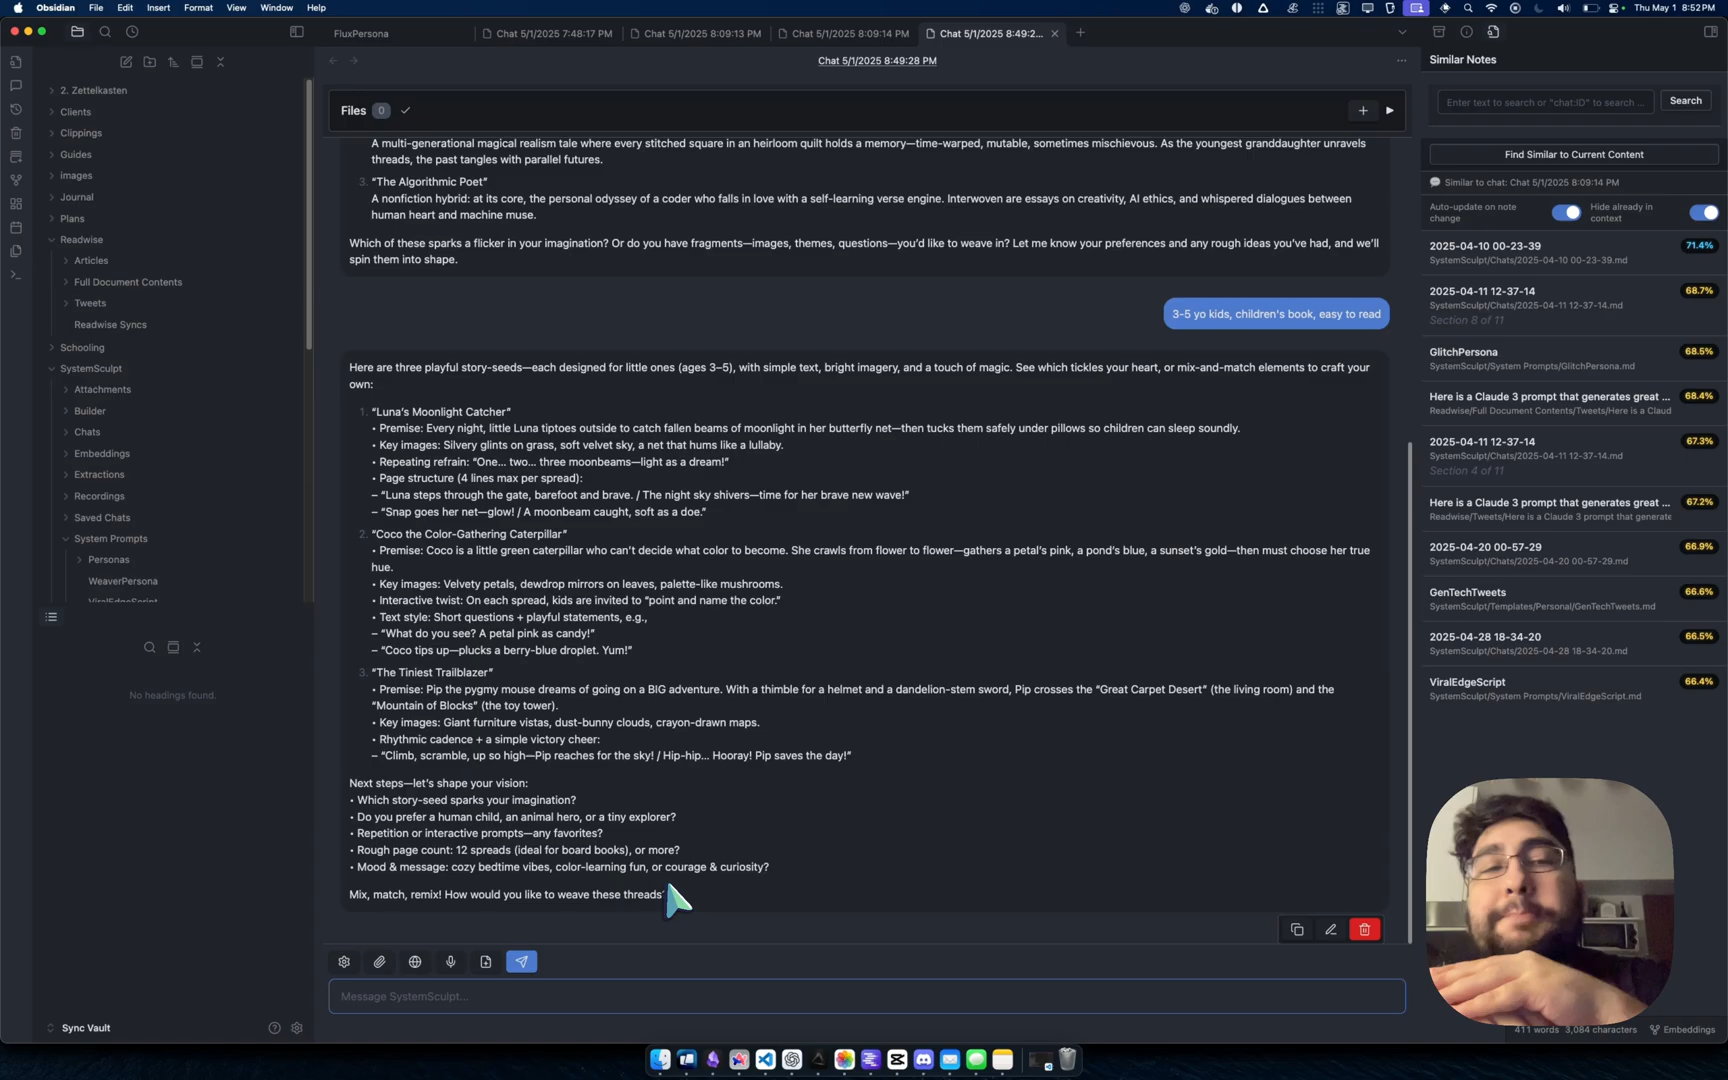 Obsidian File Edit Insert Format View Window Help
Thu May 1 8:52 PM
FluxPersona
Chat 5/1/2025 7:48:17 PM
Chat 5/1/2025 8:09:13 PM
Chat 5/1/2025 8:09:14 PM
Chat 5/1/2025 8:49:2...
2. Zettelkasten
Clients
Clippings
Guides
images
Journal
Plans
Readwise
Articles
Full Document Contents
Tweets
Readwise Syncs
Schooling
SystemSculpt
Attachments
Builder
Chats
Embeddings
Extractions
Recordings
Saved Chats
System Prompts
Personas
WeaverPersona
ViralEdgeScript
No headings found.
Sync Vault
Chat 5/1/2025 8:49:28 PM
Files 0
A multi-generational magical realism tale where every stitched square in an heirloom quilt holds a memory—time-warped, mutable, sometimes mischievous. As the youngest granddaughter unravels
threads, the past tangles with parallel futures.
3. “The Algorithmic Poet”
A nonfiction hybrid: at its core, the personal odyssey of a coder who falls in love with a self-learning verse engine. Interwoven are essays on creativity, AI ethics, and whispered dialogues between
human heart and machine muse.
Which of these sparks a flicker in your imagination? Or do you have fragments—images, themes, questions—you’d like to weave in? Let me know your preferences and any rough ideas you’ve had, and we’ll
spin them into shape.
3-5 yo kids, children's book, easy to read
Here are three playful story-seeds—each designed for little ones (ages 3–5), with simple text, bright imagery, and a touch of magic. See which tickles your heart, or mix-and-match elements to craft your
own:
1. “Luna’s Moonlight Catcher”
• Premise: Every night, little Luna tiptoes outside to catch fallen beams of moonlight in her butterfly net—then tucks them safely under pillows so children can sleep soundly.
• Key images: Silvery glints on grass, soft velvet sky, a net that hums like a lullaby.
• Repeating refrain: “One… two… three moonbeams—light as a dream!”
• Page structure (4 lines max per spread):
– “Luna steps through the gate, barefoot and brave. / The night sky shivers—time for her brave new wave!”
– “Snap goes her net—glow! / A moonbeam caught, soft as a doe.”
2. “Coco the Color-Gathering Caterpillar”
• Premise: Coco is a little green caterpillar who can’t decide what color to become. She crawls from flower to flower—gathers a petal’s pink, a pond’s blue, a sunset’s gold—then must choose her true
hue.
• Key images: Velvety petals, dewdrop mirrors on leaves, palette-like mushrooms.
• Interactive twist: On each spread, kids are invited to “point and name the color.”
• Text style: Short questions + playful statements, e.g.,
– “What do you see? A petal pink as candy!”
– “Coco tips up—plucks a berry-blue droplet. Yum!”
3. “The Tiniest Trailblazer”
• Premise: Pip the pygmy mouse dreams of going on a BIG adventure. With a thimble for a helmet and a dandelion-stem sword, Pip crosses the “Great Carpet Desert” (the living room) and the
“Mountain of Blocks” (the toy tower).
• Key images: Giant furniture vistas, dust-bunny clouds, crayon-drawn maps.
• Rhythmic cadence + a simple victory cheer:
– “Climb, scramble, up so high—Pip reaches for the sky! / Hip-hip… Hooray! Pip saves the day!”
Next steps—let’s shape your vision:
• Which story-seed sparks your imagination?
• Do you prefer a human child, an animal hero, or a tiny explorer?
• Repetition or interactive prompts—any favorites?
• Rough page count: 12 spreads (ideal for board books), or more?
• Mood & message: cozy bedtime vibes, color-learning fun, or courage & curiosity?
Mix, match, remix! How would you like to weave these threads
Message SystemSculpt...
Similar Notes
Enter text to search or "chat:ID" to search ...
Search
Find Similar to Current Content
Similar to chat: Chat 5/1/2025 8:09:14 PM
Auto-update on note
change
Hide already in
context
2025-04-10 00-23-39 71.4%
SystemSculpt/Chats/2025-04-10 00-23-39.md
2025-04-11 12-37-14 68.7%
SystemSculpt/Chats/2025-04-11 12-37-14.md
Section 8 of 11
GlitchPersona 68.5%
SystemSculpt/System Prompts/GlitchPersona.md
Here is a Claude 3 prompt that generates great ... 68.4%
Readwise/Full Document Contents/Tweets/Here is a Claud
2025-04-11 12-37-14 67.3%
SystemSculpt/Chats/2025-04-11 12-37-14.md
Section 4 of 11
Here is a Claude 3 prompt that generates great ... 67.2%
Readwise/Tweets/Here is a Claude 3 prompt that generate
2025-04-20 00-57-29 66.9%
SystemSculpt/Chats/2025-04-20 00-57-29.md
GenTechTweets 66.6%
SystemSculpt/Templates/Personal/GenTechTweets.md
2025-04-28 18-34-20 66.5%
SystemSculpt/Chats/2025-04-28 18-34-20.md
ViralEdgeScript 66.4%
SystemSculpt/System Prompts/ViralEdgeScript.md
411 words 3,084 characters Embeddings